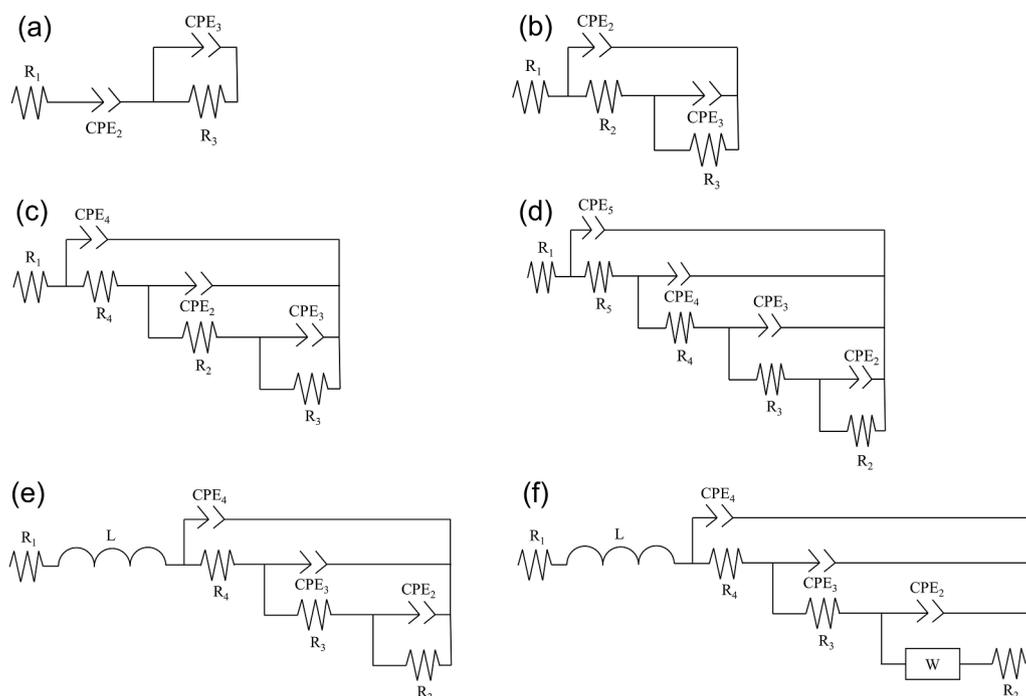 (a)
CPE₃
R₁
CPE₂
R₃
(b)
CPE₂
R₁
R₂
CPE₃
R₃
(c)
CPE₄
R₁
R₄
CPE₂
CPE₃
R₂
R₃
(d)
CPE₅
R₁
R₅
CPE₄
CPE₃
R₄
CPE₂
R₃
R₂
(e)
CPE₄
R₁
L
R₄
CPE₃
CPE₂
R₃
R₂
(f)
CPE₄
R₁
L
R₄
CPE₃
CPE₂
R₃
W
R₂